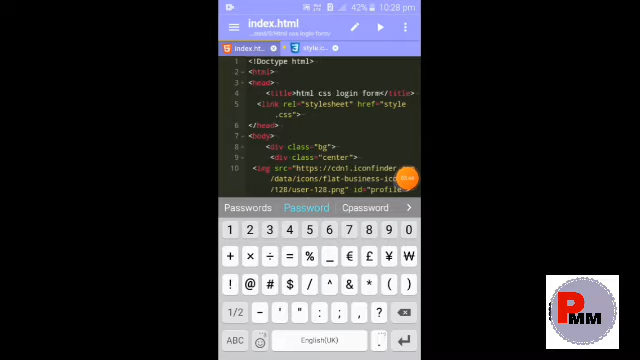 42% 10:28 pm
index.html
index.ht...
style.c...
1 <!Doctype html>
2 <html>
3 <head>
4 <title>html css login form</title>
5 <link rel="stylesheet" href="style
.css">
6 </head>
7 <body>
8 <div class="bg">
9 <div class="center">
10 <img src="https://cdn1.iconfinder.
/data/icons/flat-business-ic
/128/user-128.png" id="profile
Passwords Password Cpassword >
1 2 3 4 5 6 7 8 9 0
+ × ÷ = % _ € £ ¥ ₩
! @ # $ / ^ & * ( )
1/2 - ' " : ; , ?
ABC English(UK) .
PMM